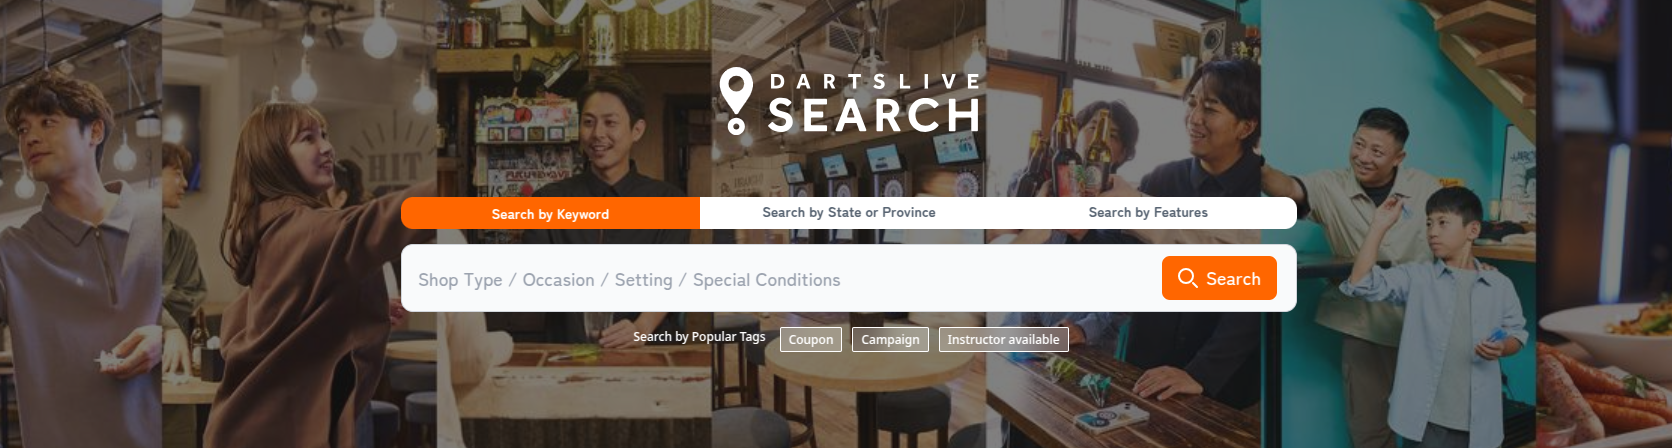 DARTSLIVE
SEARCH
Search by Keyword
Search by State or Province
Search by Features
Shop Type / Occasion / Setting / Special Conditions
Search
Search by Popular Tags
Coupon
Campaign
Instructor available
HIT